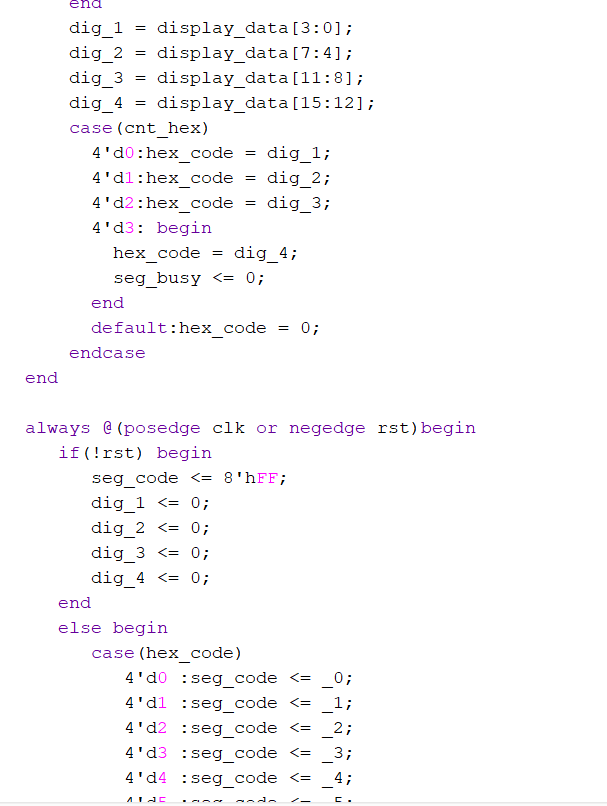 end
dig_1 = display_data[3:0];
dig_2 = display_data[7:4];
dig_3 = display_data[11:8];
dig_4 = display_data[15:12];
case(cnt_hex)
4'd0:hex_code = dig_1;
4'd1:hex_code = dig_2;
4'd2:hex_code = dig_3;
4'd3: begin
hex_code = dig_4;
seg_busy <= 0;
end
default:hex_code = 0;
endcase
end
always @(posedge clk or negedge rst)begin
if(!rst) begin
seg_code <= 8'hFF;
dig_1 <= 0;
dig_2 <= 0;
dig_3 <= 0;
dig_4 <= 0;
end
else begin
case(hex_code)
4'd0 :seg_code <= _0;
4'd1 :seg_code <= _1;
4'd2 :seg_code <= _2;
4'd3 :seg_code <= _3;
4'd4 :seg_code <= _4;